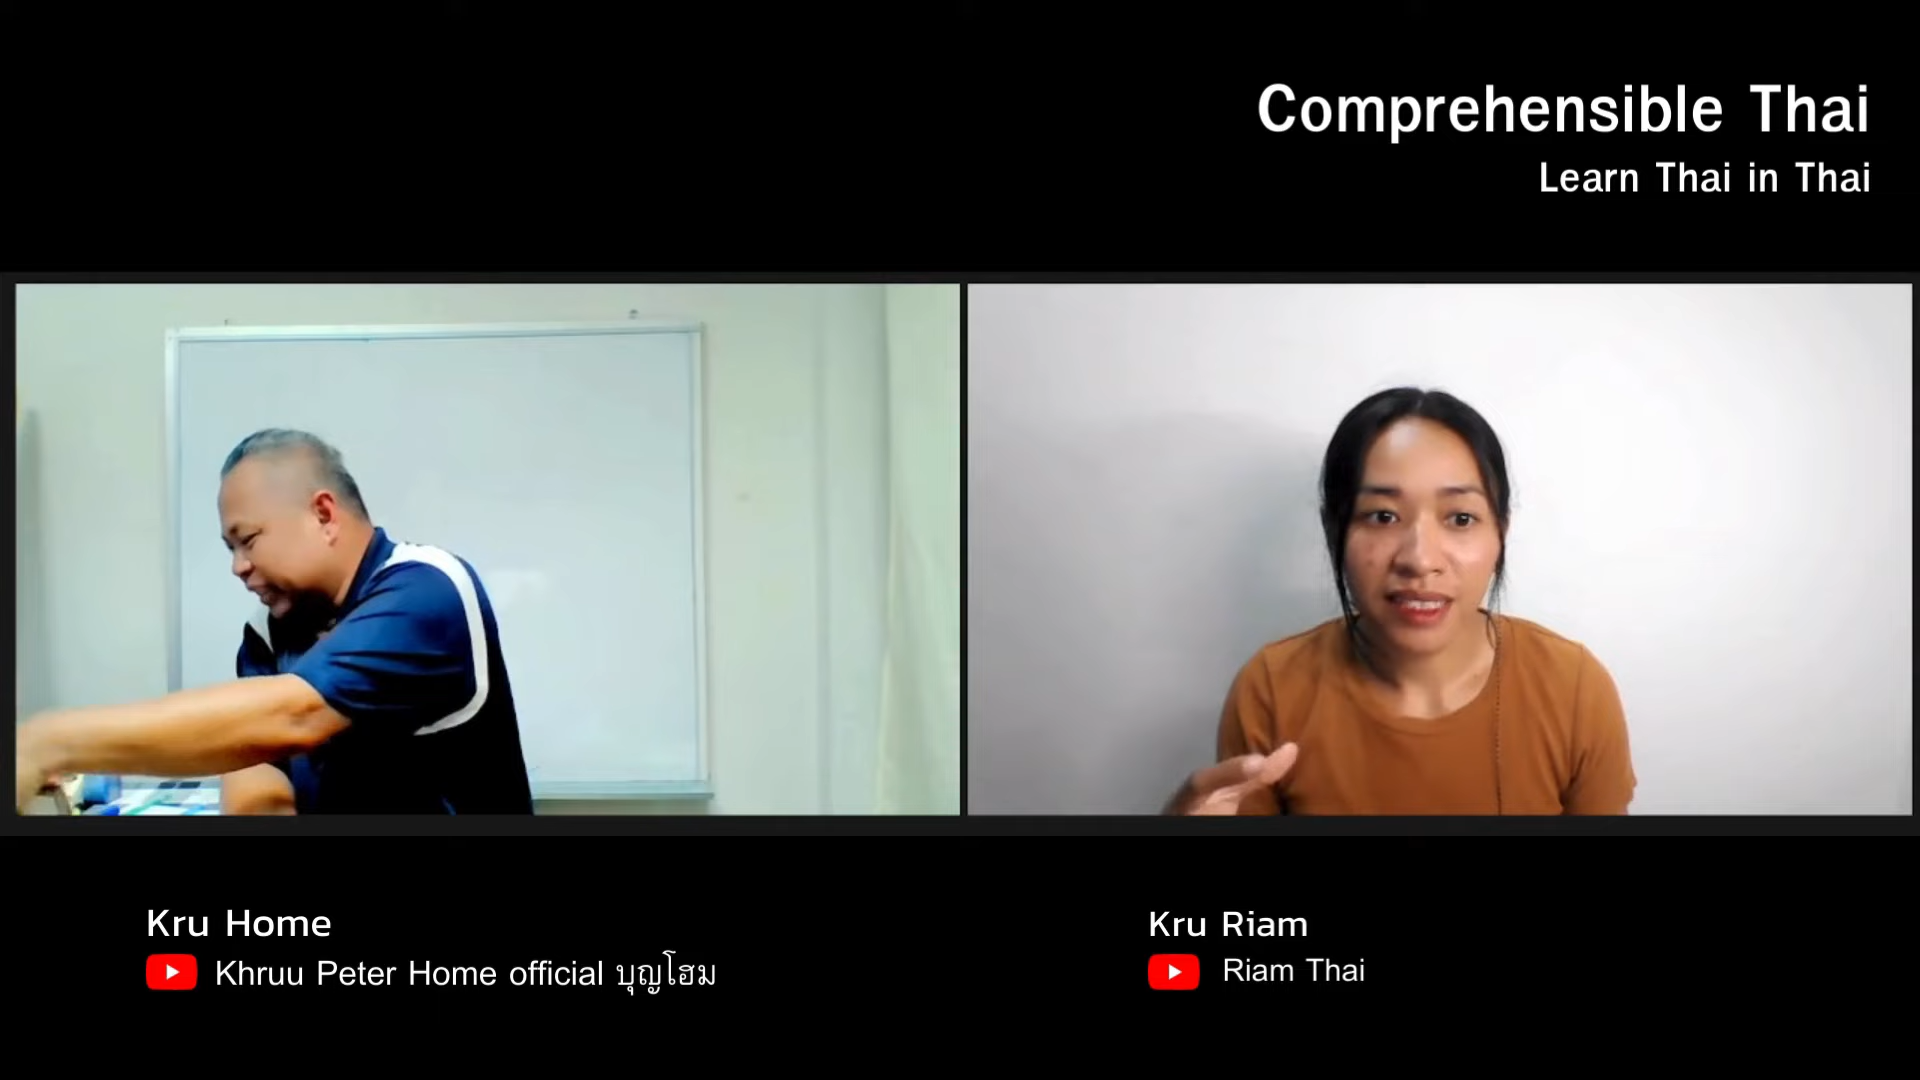 Comprehensible Thai
Learn Thai in Thai
Kru Home
Khruu Peter Home official บุญโฮม
Kru Riam
Riam Thai